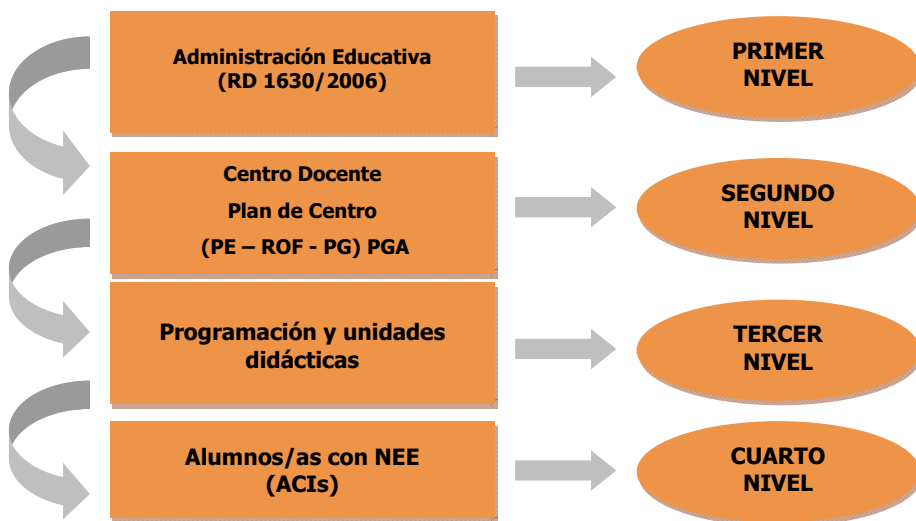 Administración Educativa
(RD 1630/2006)
PRIMER
NIVEL
Centro Docente
Plan de Centro
(PE – ROF - PG) PGA
SEGUNDO
NIVEL
Programación y unidades
didácticas
TERCER
NIVEL
Alumnos/as con NEE
(ACIs)
CUARTO
NIVEL